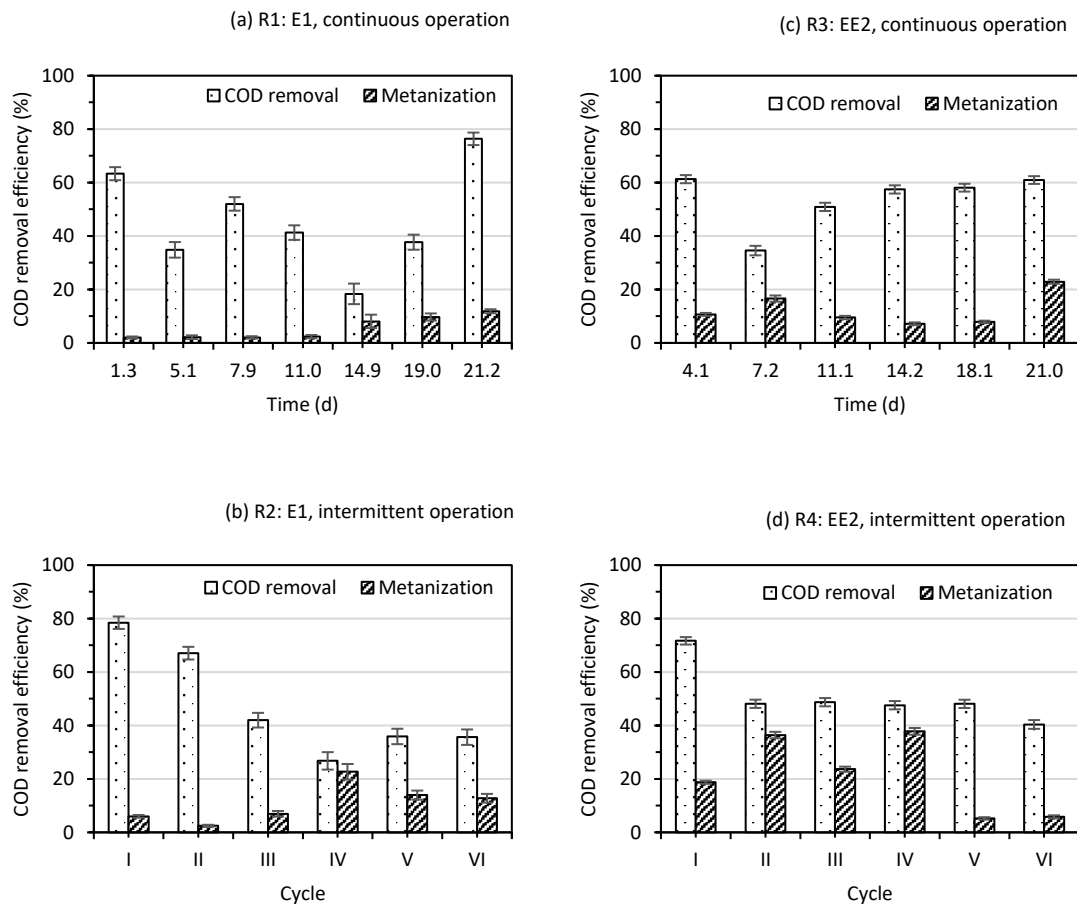 (a) R1: E1, continuous operation
COD removal efficiency (%)
100
80
60
40
20
0
COD removal Metanization
1.3 5.1 7.9 11.0 14.9 19.0 21.2
Time (d)
(c) R3: EE2, continuous operation
COD removal efficiency (%)
100
80
60
40
20
0
COD removal Metanization
4.1 7.2 11.1 14.2 18.1 21.0
Time (d)
(b) R2: E1, intermittent operation
COD removal efficiency (%)
100
80
60
40
20
0
COD removal Metanization
I II III IV V VI
Cycle
(d) R4: EE2, intermittent operation
COD removal efficiency (%)
100
80
60
40
20
0
COD removal Metanization
I II III IV V VI
Cycle